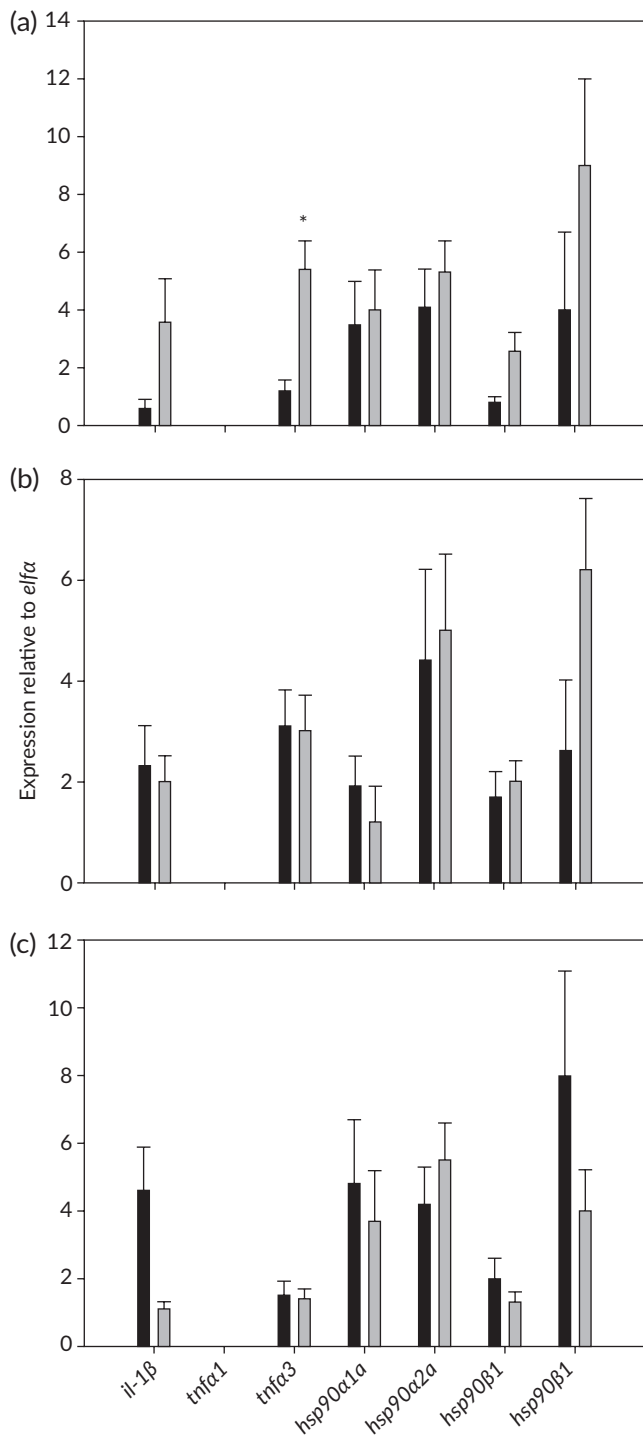 (a)
14
12
10
8
6
4
2
0
*
(b)
8
6
4
2
0
Expression relative to elfα
(c)
12
10
8
6
4
2
0
il-1β
tnfα1
tnfα3
hsp90α1a
hsp90α2a
hsp90β1
hsp90β1